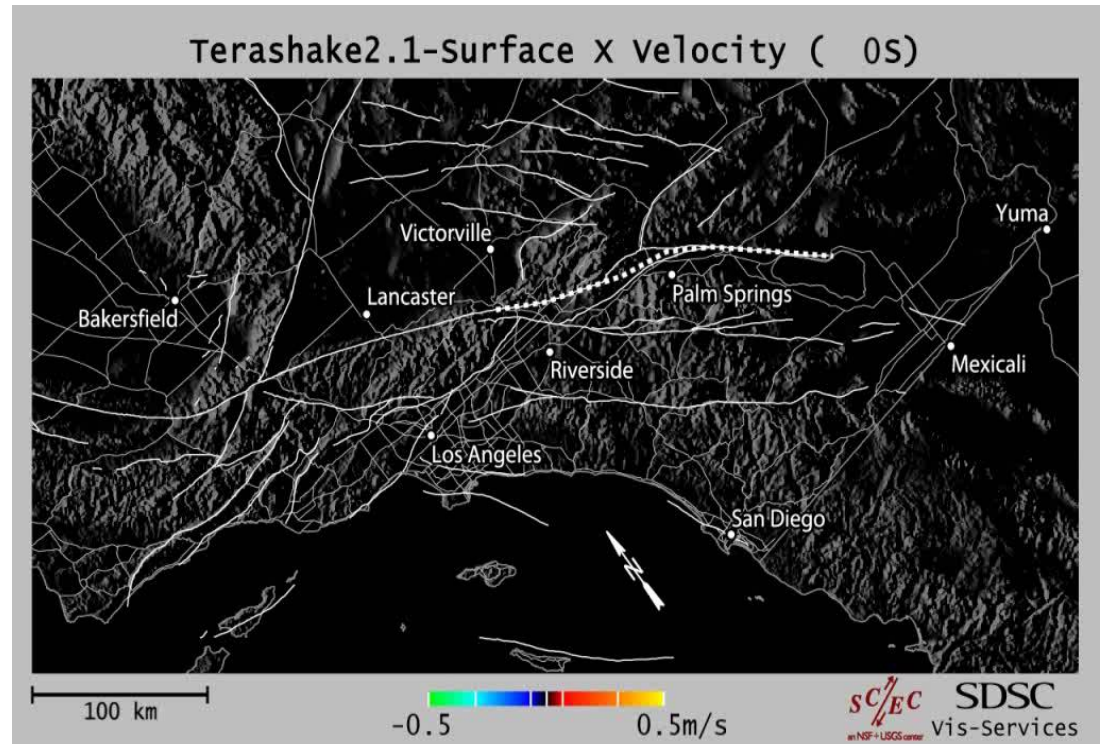 Terashake2.1-Surface X Velocity ( 0S)
Yuma
Victorville
Lancaster
Palm Springs
Bakersfield
Riverside
Mexicali
Los Angeles
San Diego
N
100 km
-0.5 0.5m/s
SC/EC
an NSF+USGS center
SDSC
Vis-Services